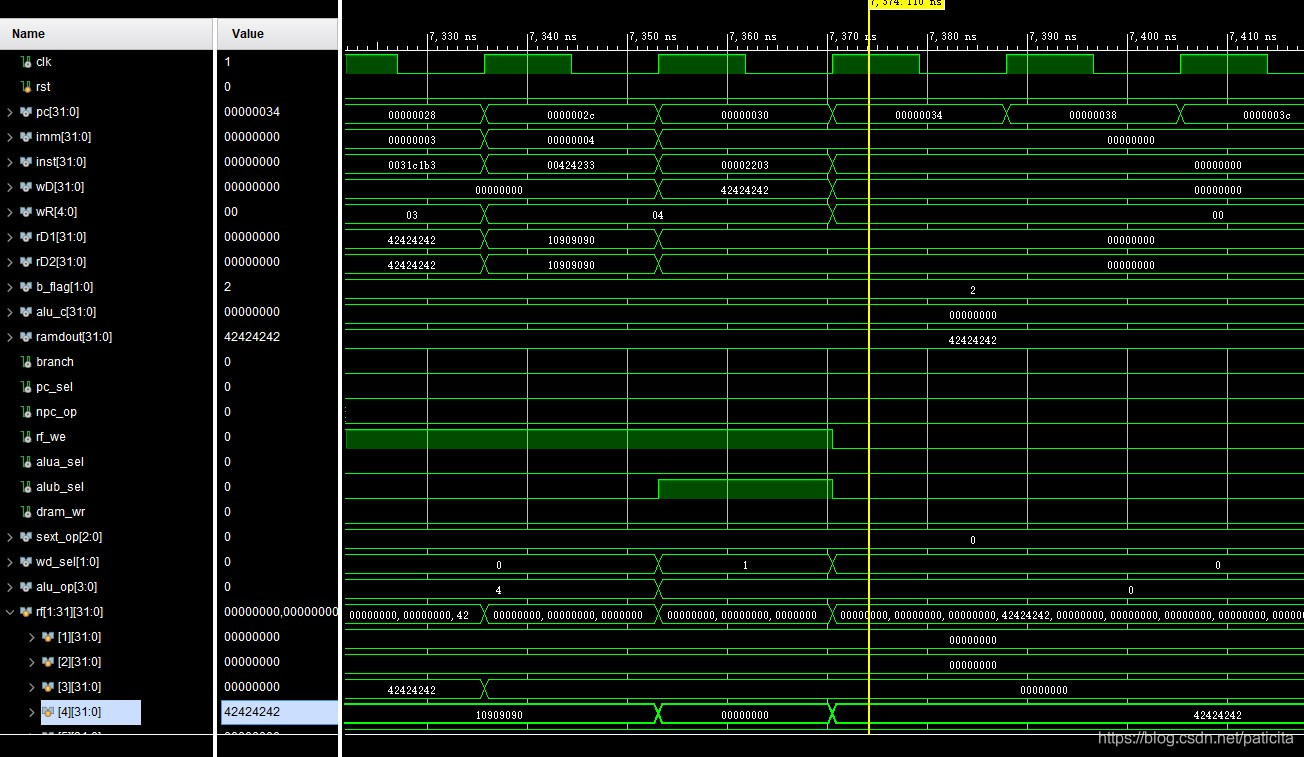 7,374.110 ns
Name Value
7,330 ns 7,340 ns 7,350 ns 7,360 ns 7,370 ns 7,380 ns 7,390 ns 7,400 ns 7,410 ns
clk 1
rst 0
pc[31:0] 00000034 00000028 0000002c 00000030 00000034 00000038 0000003c
imm[31:0] 00000000 00000003 00000004 00000000
inst[31:0] 00000000 0031c1b3 00424233 00002203 00000000
wD[31:0] 00000000 00000000 42424242 00000000
wR[4:0] 00 03 04 00
rD1[31:0] 00000000 42424242 10909090 00000000
rD2[31:0] 00000000 42424242 10909090 00000000
b_flag[1:0] 2 2
alu_c[31:0] 00000000 00000000
ramdout[31:0] 42424242 42424242
branch 0
pc_sel 0
npc_op 0
rf_we 0
alua_sel 0
alub_sel 0
dram_wr 0
sext_op[2:0] 0 0
wd_sel[1:0] 0 0 1 0
alu_op[3:0] 0 4 0
rf[1:31][31:0] 00000000,00000000 00000000,00000000,42 00000000,00000000,00000000 00000000,00000000,00000000 00000000,00000000,00000000,42424242,00000000,00000000,00000000,00000000,00000
[1][31:0] 00000000 00000000
[2][31:0] 00000000 00000000
[3][31:0] 00000000 42424242 00000000
[4][31:0] 42424242 10909090 00000000 42424242
https://blog.csdn.net/paticita